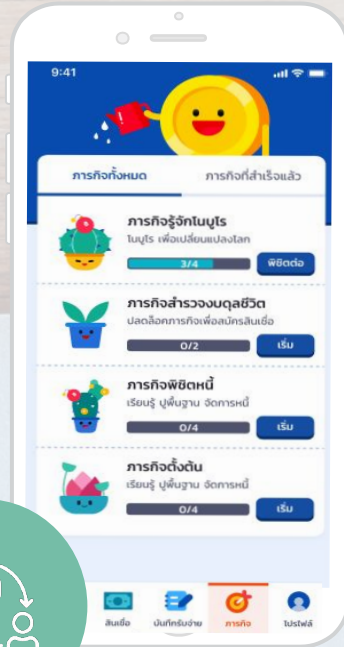 9:41
ภารกิจทั้งหมด
ภารกิจที่สำเร็จแล้ว
ภารกิจรู้จักโนบูโร
โนบูโร เพื่อเปลี่ยนแปลงโลก
3/4
พิชิตต่อ
ภารกิจสำรวจงบดุลชีวิต
ปลดล็อคภารกิจเพื่อสมัครสินเชื่อ
0/2
เริ่ม
ภารกิจพิชิตหนี้
เรียนรู้ ปูพื้นฐาน จัดการหนี้
0/4
เริ่ม
ภารกิจตั้งต้น
เรียนรู้ ปูพื้นฐาน จัดการหนี้
0/4
เริ่ม
สินเชื่อ
บันทึกรับจ่าย
ภารกิจ
โปรไฟล์